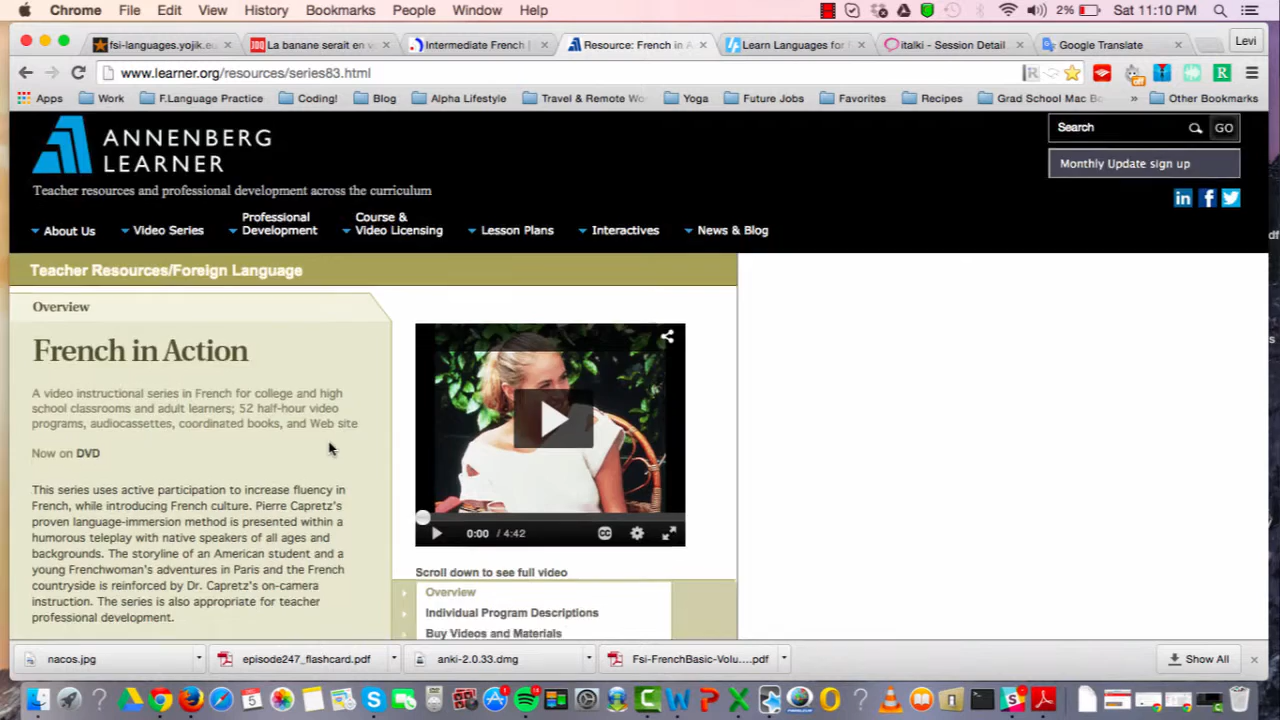 Chrome File Edit View History Bookmarks People Window Help 2% Sat 11:10 PM
fsi-languages.yojik.e La banane serait en v Intermediate French | Resource: French in A Learn Languages for F italki - Session Detail Google Translate Levi
www.learner.org/resources/series83.html
Apps Work F.Language Practice Coding! Blog Alpha Lifestyle Travel & Remote Wo Yoga Future Jobs Favorites Recipes Grad School Mac Bo » Other Bookmarks
ANNENBERG
LEARNER
Search GO
Monthly Update sign up
Teacher resources and professional development across the curriculum
About Us Video Series Professional Development Course & Video Licensing Lesson Plans Interactives News & Blog
Teacher Resources/Foreign Language
Overview
French in Action
A video instructional series in French for college and high
school classrooms and adult learners; 52 half-hour video
programs, audiocassettes, coordinated books, and Web site
Now on DVD
This series uses active participation to increase fluency in
French, while introducing French culture. Pierre Capretz's
proven language-immersion method is presented within a
humorous teleplay with native speakers of all ages and
backgrounds. The storyline of an American student and a
young Frenchwoman's adventures in Paris and the French
countryside is reinforced by Dr. Capretz's on-camera
instruction. The series is also appropriate for teacher
professional development.
0:00 / 4:42 CC
Scroll down to see full video
Overview
Individual Program Descriptions
Buy Videos and Materials
nacos.jpg episode247_flashcard.pdf anki-2.0.33.dmg Fsi-FrenchBasic-Volu....pdf Show All